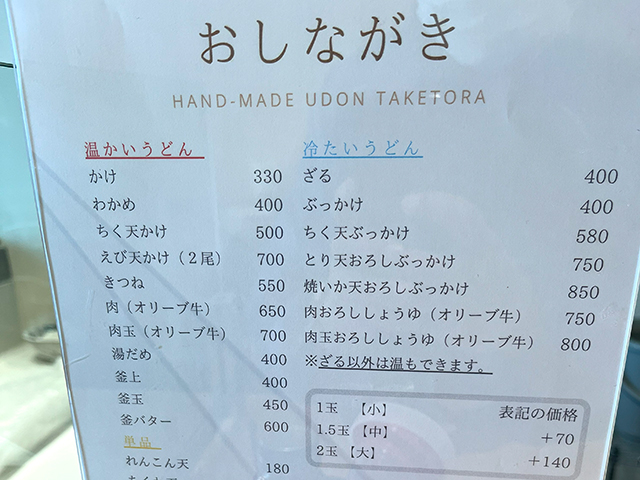 おしながき
HAND-MADE UDON TAKETORA
温かいうどん
かけ 330
わかめ 400
ちく天かけ 500
えび天かけ（２尾） 700
きつね 550
肉（オリーブ牛） 650
肉玉（オリーブ牛） 700
湯だめ 400
釜上 400
釜玉 450
釜バター 600
単品
れんこん天 180
冷たいうどん
ざる 400
ぶっかけ 400
ちく天ぶっかけ 580
とり天おろしぶっかけ 750
焼いか天おろしぶっかけ 850
肉おろししょうゆ（オリーブ牛） 750
肉玉おろししょうゆ（オリーブ牛） 800
※ざる以外は温もできます。
1玉 【小】 表記の価格
1.5玉 【中】 ＋70
2玉 【大】 ＋140